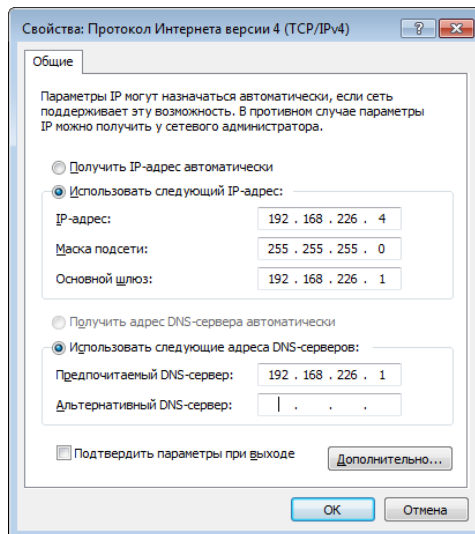 Свойства: Протокол Интернета версии 4 (TCP/IPv4)
?
Общие
Параметры IP могут назначаться автоматически, если сеть
поддерживает эту возможность. В противном случае параметры
IP можно получить у сетевого администратора.
Получить IP-адрес автоматически
Использовать следующий IP-адрес:
IP-адрес: 192 . 168 . 226 . 4
Маска подсети: 255 . 255 . 255 . 0
Основной шлюз: 192 . 168 . 226 . 1
Получить адрес DNS-сервера автоматически
Использовать следующие адреса DNS-серверов:
Предпочитаемый DNS-сервер: 192 . 168 . 226 . 1
Альтернативный DNS-сервер: . . .
Подтвердить параметры при выходе
Дополнительно...
OK Отмена